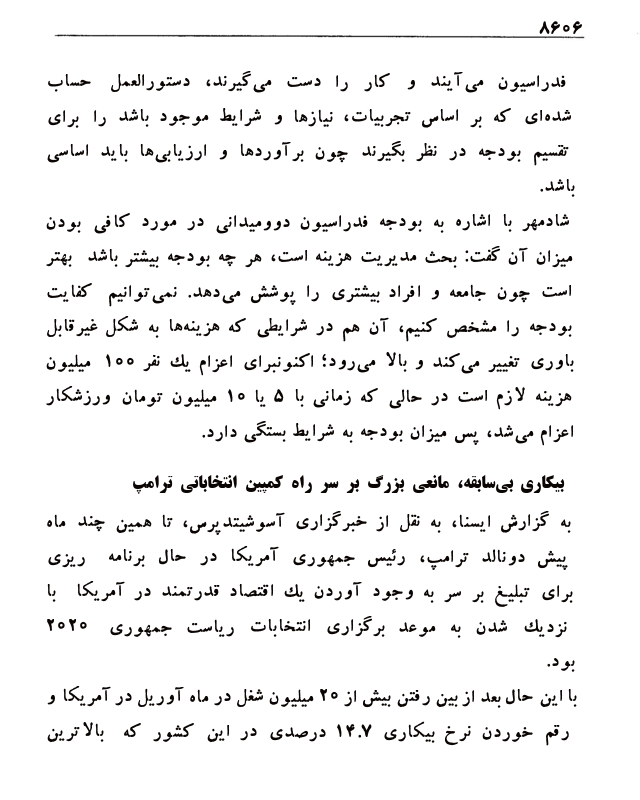 ۸۶۰۶
فدراسیون می‌آیند و کار را دست می‌گیرند، دستورالعمل حساب
شده‌ای که بر اساس تجربیات، نیازها و شرایط موجود باشد را برای
تقسیم بودجه در نظر بگیرند چون برآوردها و ارزیابی‌ها باید اساسی
باشد.
شادمهر با اشاره به بودجه فدراسیون دوومیدانی در مورد کافی بودن
میزان آن گفت: بحث مدیریت هزینه است، هر چه بودجه بیشتر باشد بهتر
است چون جامعه و افراد بیشتری را پوشش می‌دهد. نمی‌توانیم کفایت
بودجه را مشخص کنیم، آن هم در شرایطی که هزینه‌ها به شکل غیرقابل
باوری تغییر می‌کند و بالا می‌رود؛ اکنونبرای اعزام یك نفر ۱۰۰ میلیون
هزینه لازم است در حالی که زمانی با ۵ یا ۱۰ میلیون تومان ورزشکار
اعزام می‌شد، پس میزان بودجه به شرایط بستگی دارد.
بیکاری بی‌سابقه، مانعی بزرگ بر سر راه کمپین انتخاباتی ترامپ
به گزارش ایسنا، به نقل از خبرگزاری آسوشیتدپرس، تا همین چند ماه
پیش دونالد ترامپ، رئیس جمهوری آمریکا در حال برنامه ریزی
برای تبلیغ بر سر به وجود آوردن یك اقتصاد قدرتمند در آمریکا با
نزدیك شدن به موعد برگزاری انتخابات ریاست جمهوری ۲۰۲۰
بود.
با این حال بعد از بین رفتن بیش از ۲۰ میلیون شغل در ماه آوریل در آمریکا و
رقم خوردن نرخ بیکاری ۱۴.۷ درصدی در این کشور که بالاترین